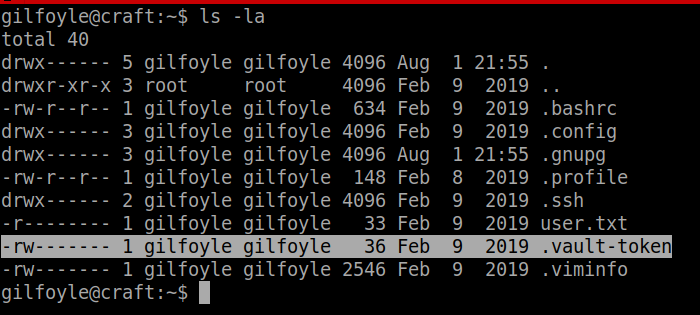 gilfoyle@craft:~$ ls -la
total 40
drwx------ 5 gilfoyle gilfoyle 4096 Aug  1 21:55 .
drwxr-xr-x 3 root     root     4096 Feb  9  2019 ..
-rw-r--r-- 1 gilfoyle gilfoyle  634 Feb  9  2019 .bashrc
drwx------ 3 gilfoyle gilfoyle 4096 Feb  9  2019 .config
drwx------ 3 gilfoyle gilfoyle 4096 Aug  1 21:55 .gnupg
-rw-r--r-- 1 gilfoyle gilfoyle  148 Feb  8  2019 .profile
drwx------ 2 gilfoyle gilfoyle 4096 Feb  9  2019 .ssh
-r-------- 1 gilfoyle gilfoyle   33 Feb  9  2019 user.txt
-rw------- 1 gilfoyle gilfoyle   36 Feb  9  2019 .vault-token
-rw------- 1 gilfoyle gilfoyle 2546 Feb  9  2019 .viminfo
gilfoyle@craft:~$